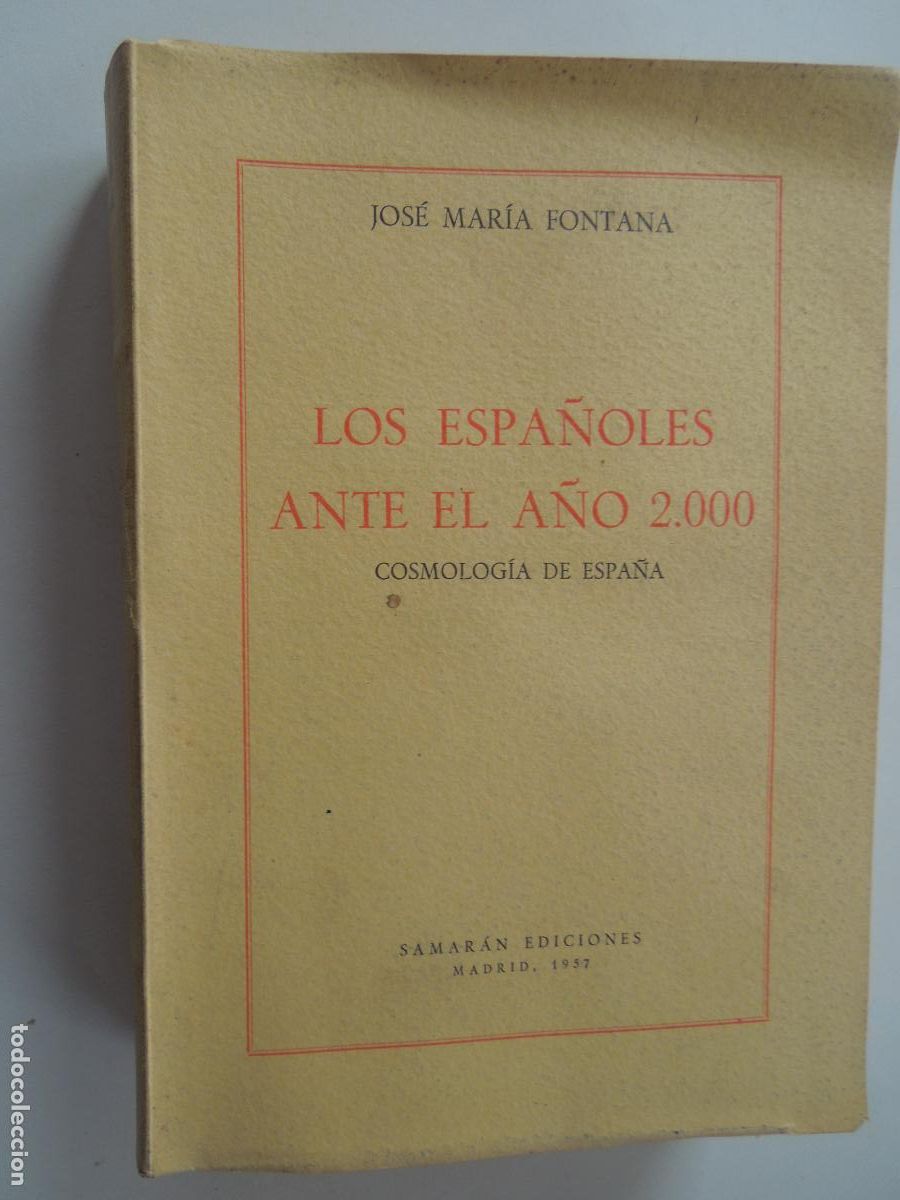 JOSÉ MARÍA FONTANA
LOS ESPAÑOLES
ANTE EL AÑO 2.000
COSMOLOGÍA DE ESPAÑA
SAMARÁN EDICIONES
MADRID, 1957
todocoleccion